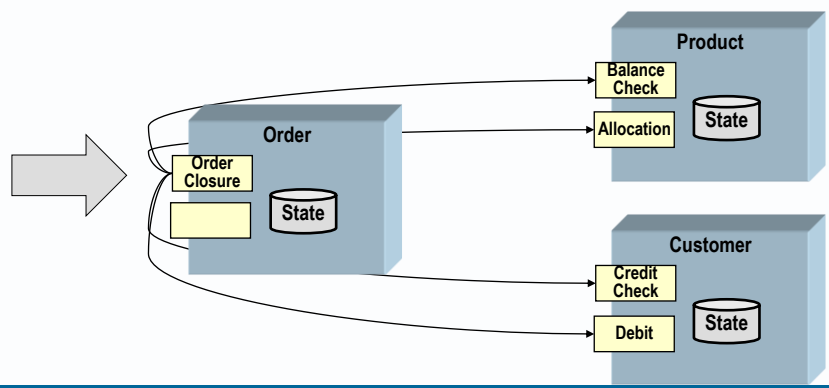 Product
Balance
Check
State
Allocation
Order
Order
Closure
State
Customer
Credit
Check
State
Debit